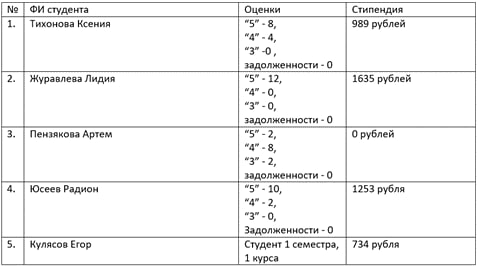 № ФИ студента Оценки Стипендия
1. Тихонова Ксения "5" - 8, 989 рублей
"4" - 4,
"3" -0 ,
задолженности - 0
2. Журавлева Лидия "5" - 12, 1635 рублей
"4" - 0,
"3" - 0,
задолженности - 0
3. Пензякова Артем "5" - 2, 0 рублей
"4" - 8,
"3" - 2,
задолженности - 0
4. Юсеев Радион "5" - 10, 1253 рубля
"4" - 2,
"3" - 0,
Задолженности - 0
5. Кулясов Егор Студент 1 семестра, 734 рубля
1 курса